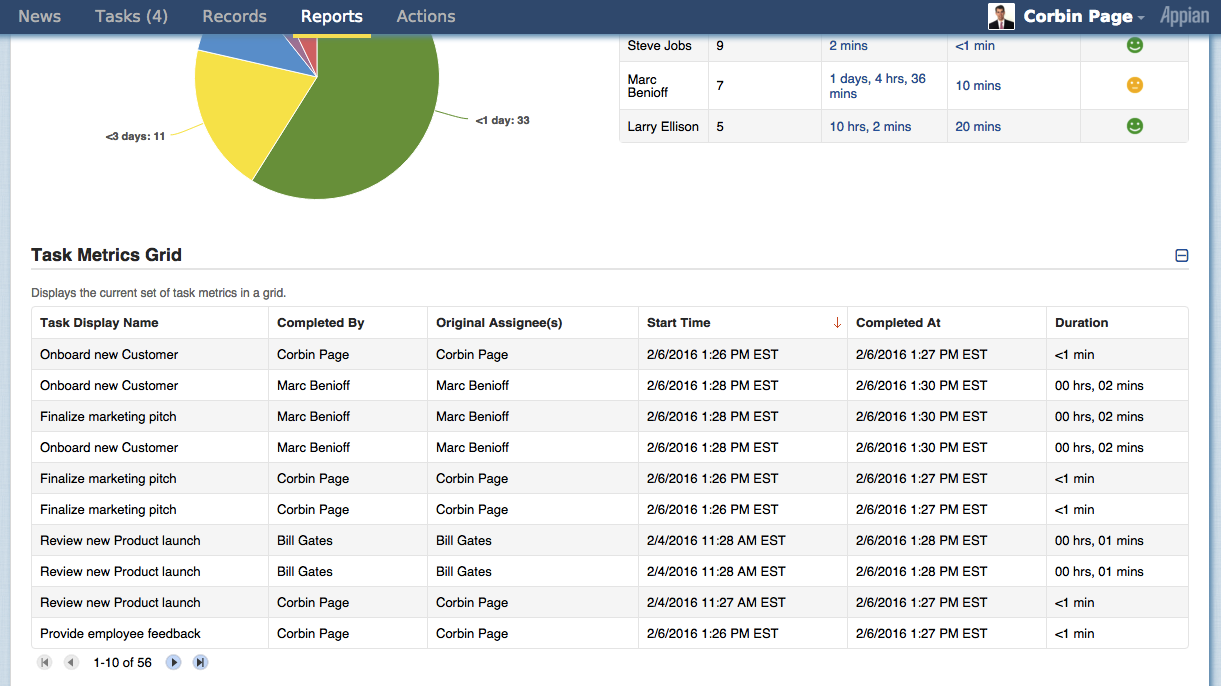 News Tasks (4) Records Reports Actions Corbin Page Appian
Steve Jobs 9 2 mins <1 min
Marc Benioff 7 1 days, 4 hrs, 36 mins 10 mins
Larry Ellison 5 10 hrs, 2 mins 20 mins
<3 days: 11
<1 day: 33
Task Metrics Grid
Displays the current set of task metrics in a grid.
Task Display Name Completed By Original Assignee(s) Start Time Completed At Duration
Onboard new Customer Corbin Page Corbin Page 2/6/2016 1:26 PM EST 2/6/2016 1:27 PM EST <1 min
Onboard new Customer Marc Benioff Marc Benioff 2/6/2016 1:28 PM EST 2/6/2016 1:30 PM EST 00 hrs, 02 mins
Finalize marketing pitch Marc Benioff Marc Benioff 2/6/2016 1:28 PM EST 2/6/2016 1:30 PM EST 00 hrs, 02 mins
Onboard new Customer Marc Benioff Marc Benioff 2/6/2016 1:28 PM EST 2/6/2016 1:30 PM EST 00 hrs, 02 mins
Finalize marketing pitch Corbin Page Corbin Page 2/6/2016 1:26 PM EST 2/6/2016 1:27 PM EST <1 min
Finalize marketing pitch Corbin Page Corbin Page 2/6/2016 1:26 PM EST 2/6/2016 1:27 PM EST <1 min
Review new Product launch Bill Gates Bill Gates 2/4/2016 11:28 AM EST 2/6/2016 1:28 PM EST 00 hrs, 01 mins
Review new Product launch Bill Gates Bill Gates 2/4/2016 11:28 AM EST 2/6/2016 1:28 PM EST 00 hrs, 01 mins
Review new Product launch Corbin Page Corbin Page 2/4/2016 11:27 AM EST 2/6/2016 1:27 PM EST <1 min
Provide employee feedback Corbin Page Corbin Page 2/6/2016 1:26 PM EST 2/6/2016 1:27 PM EST <1 min
1-10 of 56